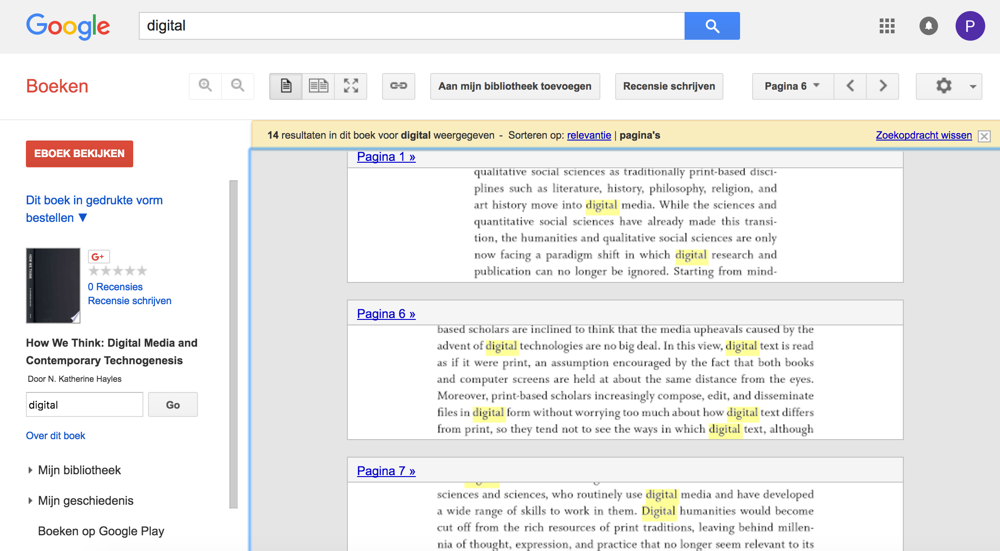 Google
digital
P
Boeken
Aan mijn bibliotheek toevoegen
Recensie schrijven
Pagina 6
14 resultaten in dit boek voor digital weergegeven - Sorteren op: relevantie | pagina's
Zoekopdracht wissen
EBOEK BEKIJKEN
Dit boek in gedrukte vorm
bestellen ▼
HOW WE THINK
G+
0 Recensies
Recensie schrijven
How We Think: Digital Media and
Contemporary Technogenesis
Door N. Katherine Hayles
digital
Go
Over dit boek
Mijn bibliotheek
Mijn geschiedenis
Boeken op Google Play
Pagina 1 »
qualitative social sciences as traditionally print-based disci-
plines such as literature, history, philosophy, religion, and
art history move into digital media. While the sciences and
quantitative social sciences have already made this transi-
tion, the humanities and qualitative social sciences are only
now facing a paradigm shift in which digital research and
publication can no longer be ignored. Starting from mind-
Pagina 6 »
based scholars are inclined to think that the media upheavals caused by the
advent of digital technologies are no big deal. In this view, digital text is read
as if it were print, an assumption encouraged by the fact that both books
and computer screens are held at about the same distance from the eyes.
Moreover, print-based scholars increasingly compose, edit, and disseminate
files in digital form without worrying too much about how digital text differs
from print, so they tend not to see the ways in which digital text, although
Pagina 7 »
sciences and sciences, who routinely use digital media and have developed
a wide range of skills to work in them. Digital humanities would become
cut off from the rich resources of print traditions, leaving behind millen-
nia of thought, expression, and practice that no longer seem relevant to its